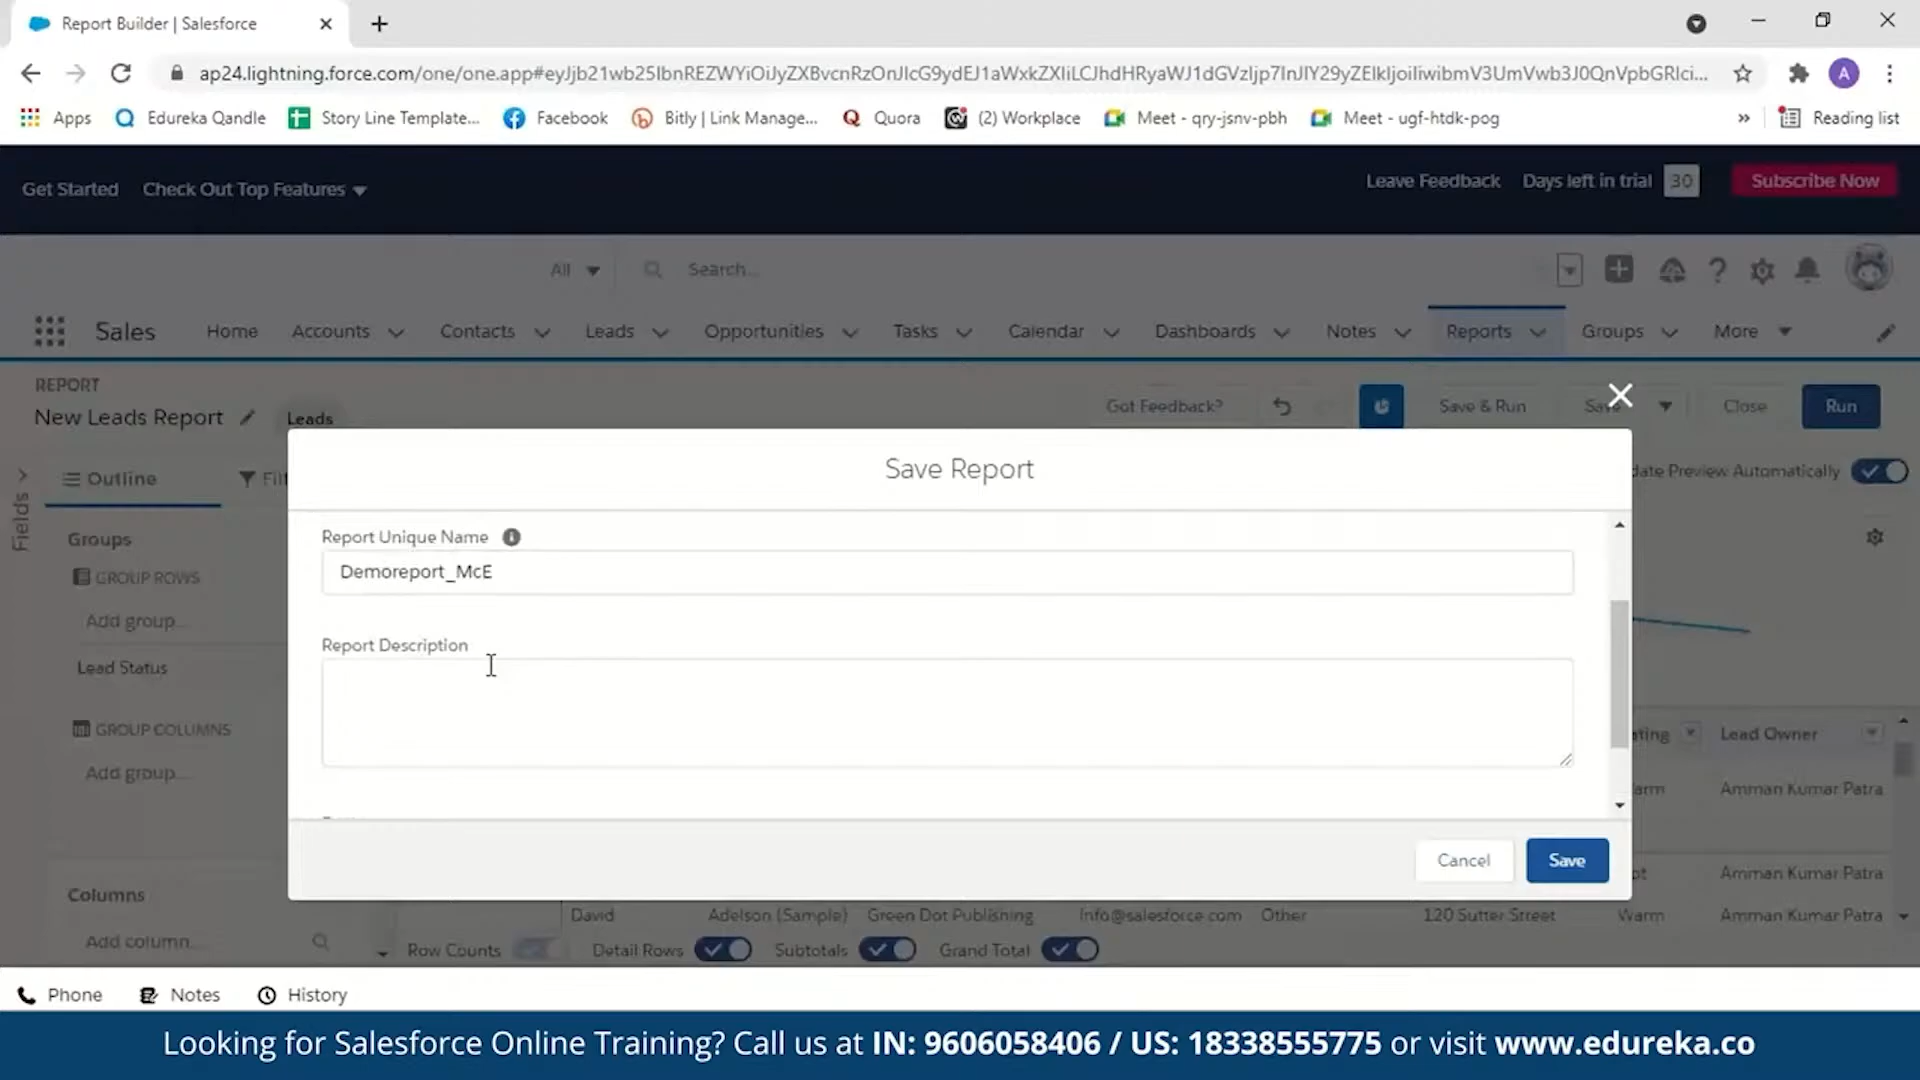 Report Builder | Salesforce
ap24.lightning.force.com/one/one.app#
Apps
Edureka Qandle
Story Line Template...
Facebook
Bitly | Link Manage...
Quora
(2) Workplace
Meet - qry-jsnv-pbh
Meet - ugf-htdk-pog
»
Reading list
A
Get Started
Check Out Top Features
Leave Feedback
Days left in trial
30
Subscribe Now
All
Search...
Sales
Home
Accounts
Contacts
Leads
Opportunities
Tasks
Calendar
Dashboards
Notes
Reports
Groups
More
REPORT
New Leads Report
Leads
Got Feedback?
Save & Run
Save
Close
Run
Fields
Outline
Filt
date Preview Automatically
Groups
GROUP ROWS
Add group...
Lead Status
GROUP COLUMNS
Add group...
Columns
Add column...
Save Report
Report Unique Name
Demoreport_McE
Report Description
Cancel
Save
ating
Lead Owner
arm
Amman Kumar Patra
ot
Amman Kumar Patra
David
Adelson (Sample)
Green Dot Publishing
info@salesforce.com
Other
120 Sutter Street
Warm
Amman Kumar Patra
Row Counts
Detail Rows
Subtotals
Grand Total
Phone
Notes
History
Looking for Salesforce Online Training? Call us at IN: 9606058406 / US: 18338555775 or visit www.edureka.co